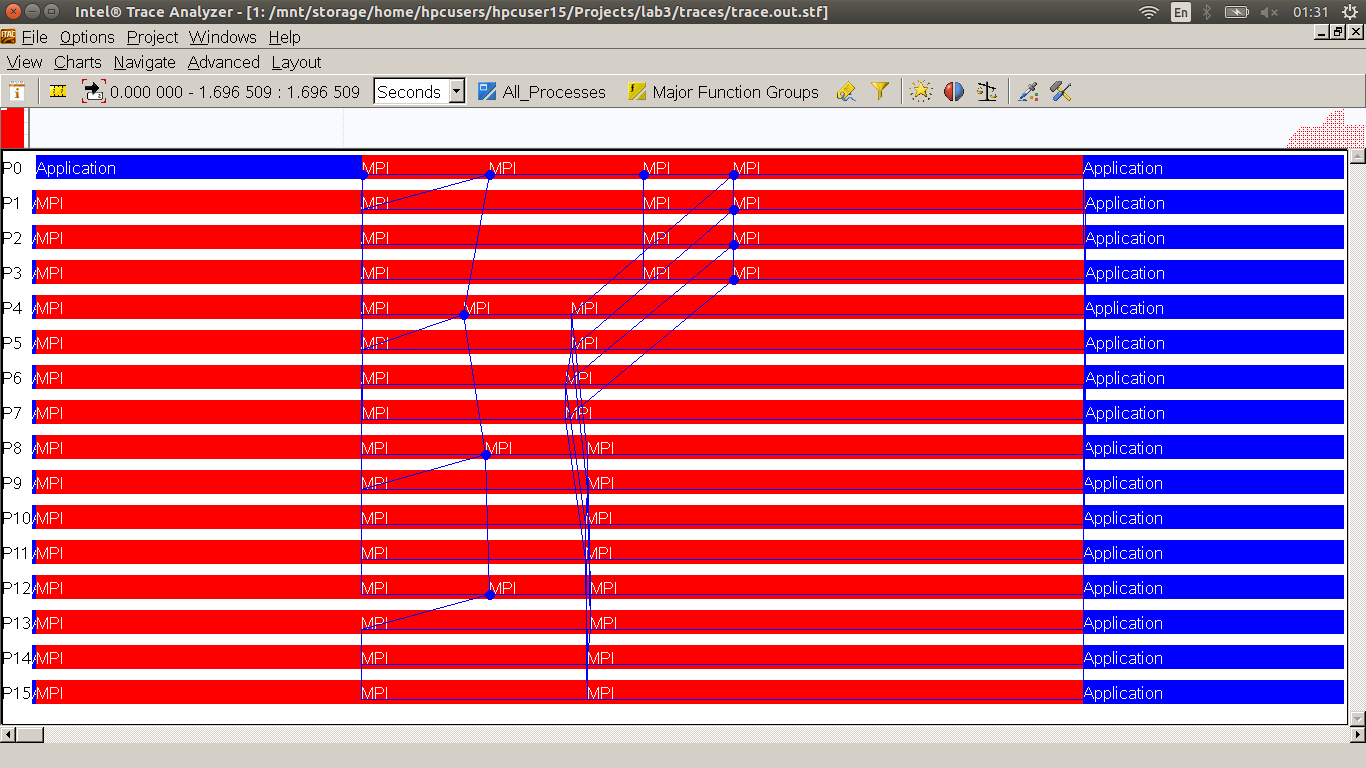 Intel® Trace Analyzer - [1: /mnt/storage/home/hpcusers/hpcuser15/Projects/lab3/traces/trace.out.stf] En 01:31
File Options Project Windows Help
View Charts Navigate Advanced Layout
0.000 000 - 1.696 509 : 1.696 509 Seconds All_Processes Major Function Groups
P0 Application MPI MPI MPI MPI Application
P1 MPI MPI MPI MPI Application
P2 MPI MPI MPI MPI Application
P3 MPI MPI MPI MPI Application
P4 MPI MPI MPI MPI Application
P5 MPI MPI MPI Application
P6 MPI MPI MPI Application
P7 MPI MPI MPI Application
P8 MPI MPI MPI MPI Application
P9 MPI MPI MPI Application
P10 MPI MPI MPI Application
P11 MPI MPI MPI Application
P12 MPI MPI MPI MPI Application
P13 MPI MPI MPI Application
P14 MPI MPI MPI Application
P15 MPI MPI MPI Application